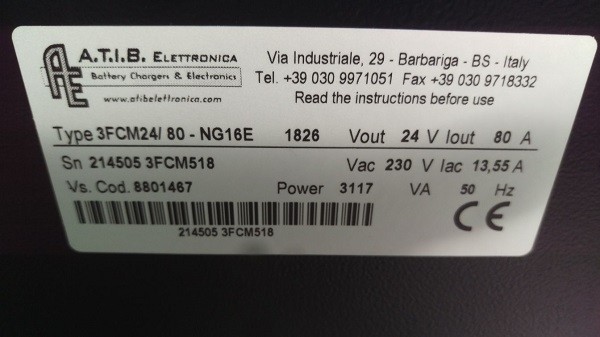 A.T.I.B. ELETTRONICA
Battery Chargers & Electronics
www.atibelettronica.com
Via Industriale, 29 - Barbariga - BS - Italy
Tel. +39 030 9971051 Fax +39 030 9718332
Read the instructions before use
Type 3FCM24/ 80 - NG16E 1826 Vout 24 V Iout 80 A
Sn 214505 3FCM518 Vac 230 V Iac 13,55 A
Vs. Cod. 8801467 Power 3117 VA 50 Hz
214505 3FCM518
CE